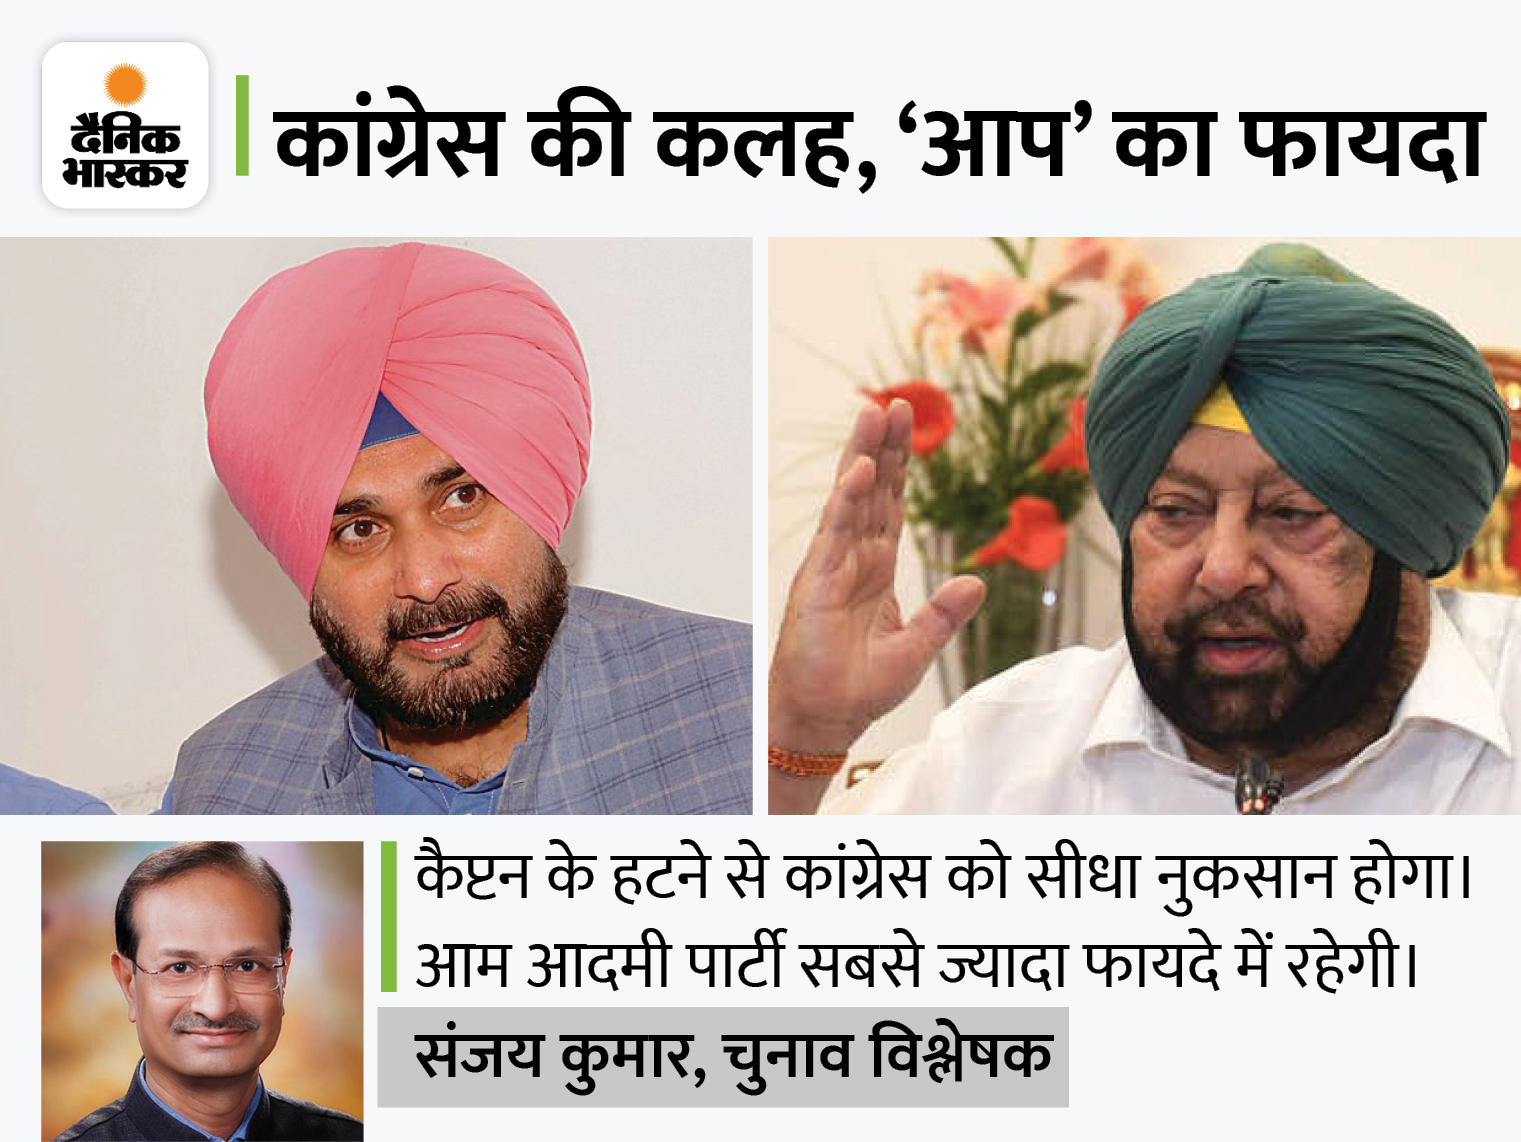 दैनिक
भास्कर
कांग्रेस की कलह, ‘आप’ का फायदा
कैप्टन के हटने से कांग्रेस को सीधा नुकसान होगा।
आम आदमी पार्टी सबसे ज्यादा फायदे में रहेगी।
संजय कुमार, चुनाव विश्लेषक